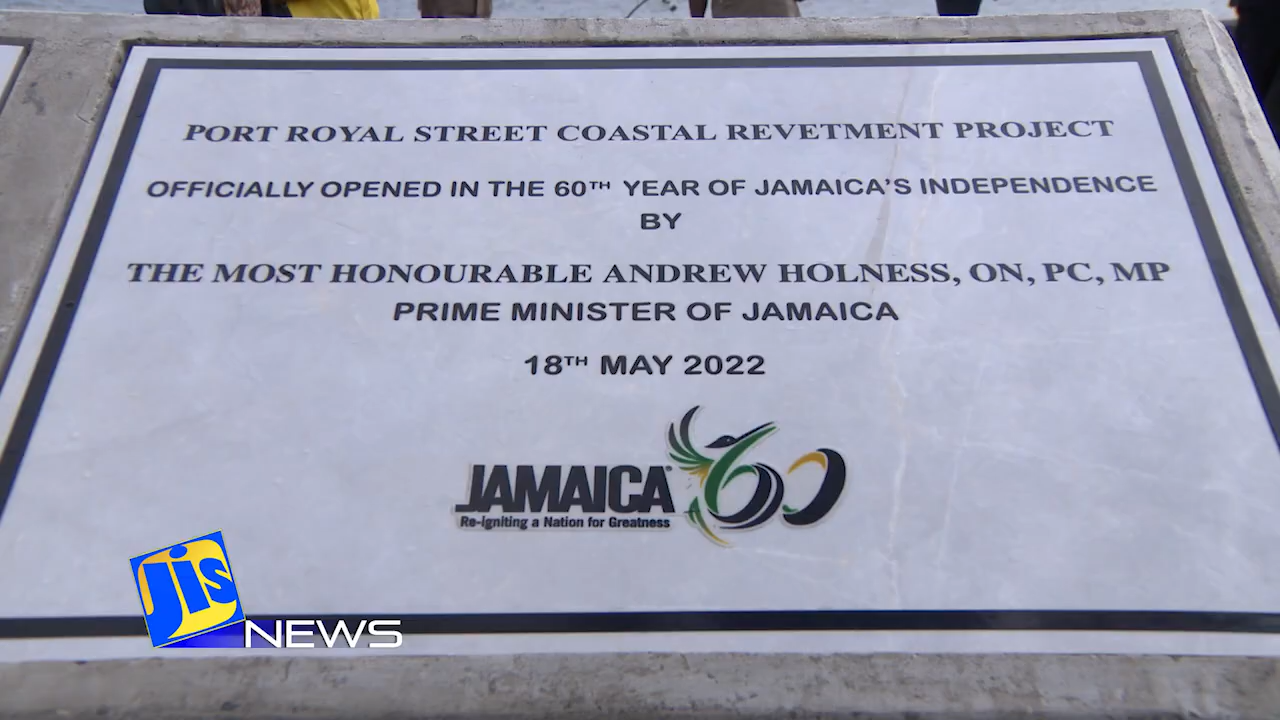 PORT ROYAL STREET COASTAL REVETMENT PROJECT
OFFICIALLY OPENED IN THE 60TH YEAR OF JAMAICA'S INDEPENDENCE
BY
THE MOST HONOURABLE ANDREW HOLNESS, ON, PC, MP
PRIME MINISTER OF JAMAICA
18TH MAY 2022
JAMAICA 60
Re-igniting a Nation for Greatness
jis NEWS